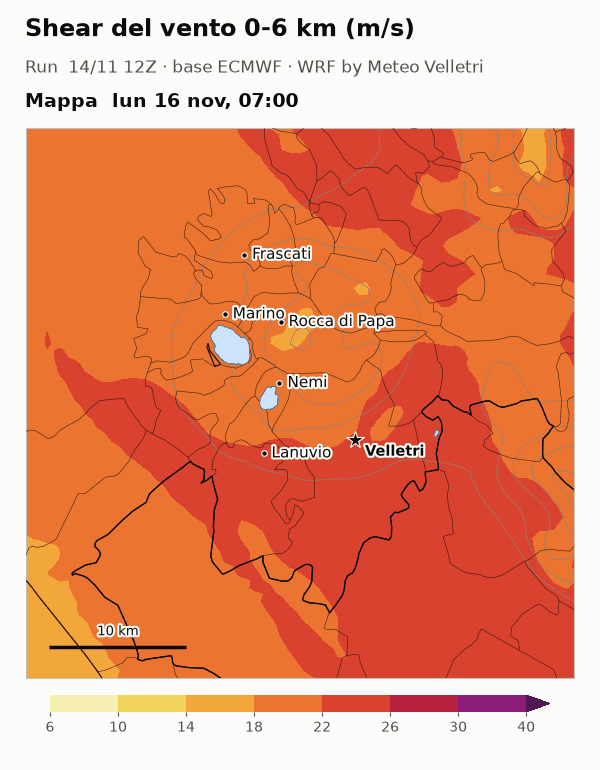 Shear del vento 0-6 km (m/s)
Run  14/11 12Z · base ECMWF · WRF by Meteo Velletri
Mappa  lun 16 nov, 07:00
Frascati
Marino
Rocca di Papa
Nemi
Velletri
Lanuvio
10 km
6 10 14 18 22 26 30 40